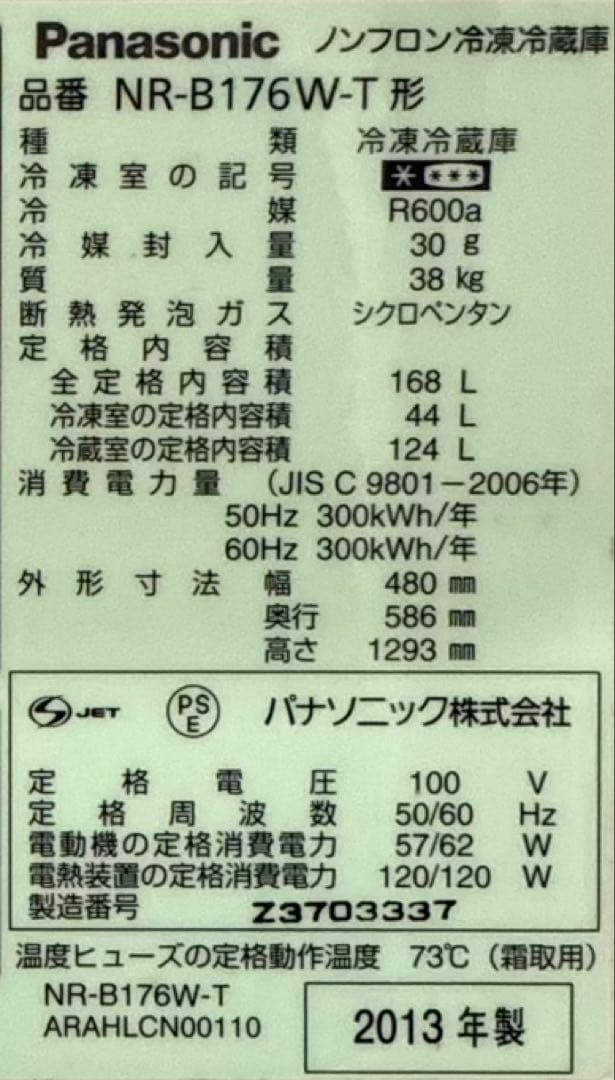 Panasonic ノンフロン冷凍冷蔵庫
品番 NR-B176W-T 形
種類 冷凍冷蔵庫
冷凍室の記号 * ***
冷媒 R600a
冷媒封入量 30 g
質量 38 kg
断熱発泡ガス シクロペンタン
定格内容積
全定格内容積 168 L
冷凍室の定格内容積 44 L
冷蔵室の定格内容積 124 L
消費電力量 (JIS C 9801-2006年)
50Hz 300kWh/年
60Hz 300kWh/年
外形寸法 幅 480 mm
奥行 586 mm
高さ 1293 mm
S JET PSE パナソニック株式会社
定格電圧 100 V
定格周波数 50/60 Hz
電動機の定格消費電力 57/62 W
電熱装置の定格消費電力 120/120 W
製造番号 Z3703337
温度ヒューズの定格動作温度 73℃(霜取用)
NR-B176W-T
ARAHLCN00110
2013 年製